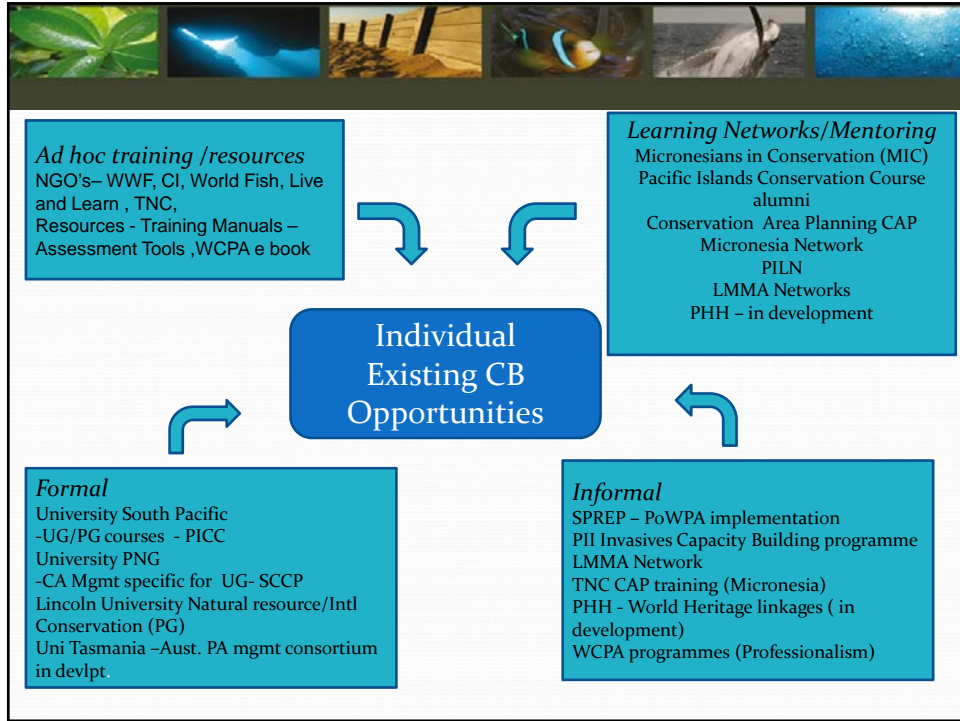 Ad hoc training /resources
NGO's– WWF, CI, World Fish, Live
and Learn , TNC,
Resources - Training Manuals –
Assessment Tools ,WCPA e book
Learning Networks/Mentoring
Micronesians in Conservation (MIC)
Pacific Islands Conservation Course
alumni
Conservation Area Planning CAP
Micronesia Network
PILN
LMMA Networks
PHH – in development
Individual
Existing CB
Opportunities
Formal
University South Pacific
-UG/PG courses - PICC
University PNG
-CA Mgmt specific for UG- SCCP
Lincoln University Natural resource/Intl
Conservation (PG)
Uni Tasmania –Aust. PA mgmt consortium
in devlpt.
Informal
SPREP – PoWPA implementation
PII Invasives Capacity Building programme
LMMA Network
TNC CAP training (Micronesia)
PHH - World Heritage linkages ( in
development)
WCPA programmes (Professionalism)